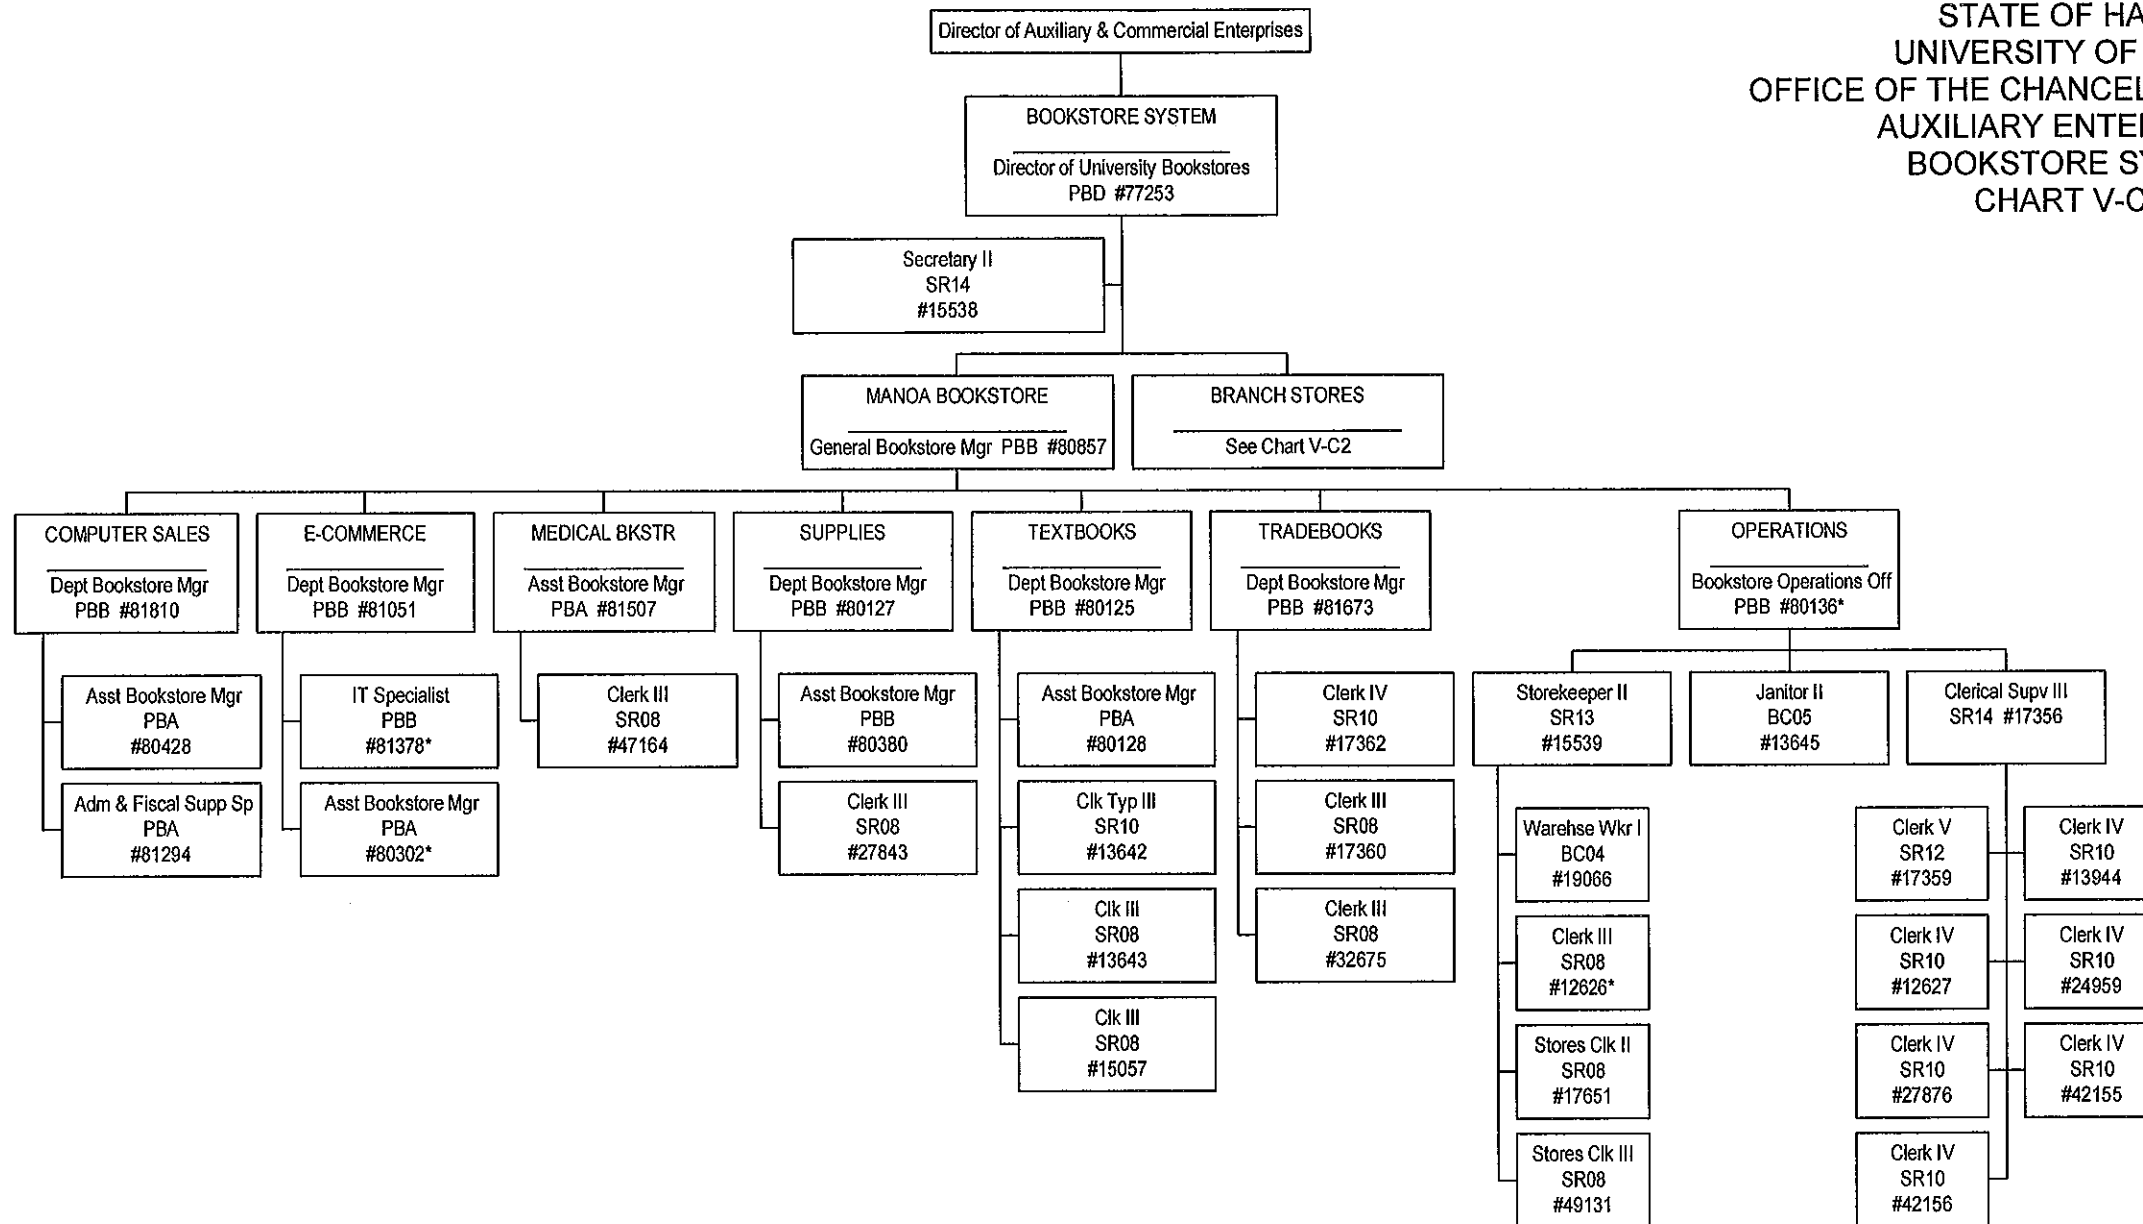 STATE OF HA
UNIVERSITY OF
OFFICE OF THE CHANCEL
AUXILIARY ENTER
BOOKSTORE SY
CHART V-C
Director of Auxiliary & Commercial Enterprises
BOOKSTORE SYSTEM
Director of University Bookstores
PBD #77253
Secretary II
SR14
#15538
MANOA BOOKSTORE
General Bookstore Mgr PBB #80857
BRANCH STORES
See Chart V-C2
COMPUTER SALES
Dept Bookstore Mgr
PBB #81810
Asst Bookstore Mgr
PBA
#80428
Adm & Fiscal Supp Sp
PBA
#81294
E-COMMERCE
Dept Bookstore Mgr
PBB #81051
IT Specialist
PBB
#81378*
Asst Bookstore Mgr
PBA
#80302*
MEDICAL BKSTR
Asst Bookstore Mgr
PBA #81507
Clerk III
SR08
#47164
SUPPLIES
Dept Bookstore Mgr
PBB #80127
Asst Bookstore Mgr
PBB
#80380
Clerk III
SR08
#27843
TEXTBOOKS
Dept Bookstore Mgr
PBB #80125
Asst Bookstore Mgr
PBA
#80128
Clk Typ III
SR10
#13642
Clk III
SR08
#13643
Clk III
SR08
#15057
TRADEBOOKS
Dept Bookstore Mgr
PBB #81673
Clerk IV
SR10
#17362
Clerk III
SR08
#17360
Clerk III
SR08
#32675
OPERATIONS
Bookstore Operations Off
PBB #80136*
Storekeeper II
SR13
#15539
Warehse Wkr I
BC04
#19066
Clerk III
SR08
#12626*
Stores Clk II
SR08
#17651
Stores Clk III
SR08
#49131
Janitor II
BC05
#13645
Clerical Supv III
SR14 #17356
Clerk V
SR12
#17359
Clerk IV
SR10
#13944
Clerk IV
SR10
#12627
Clerk IV
SR10
#24959
Clerk IV
SR10
#27876
Clerk IV
SR10
#42155
Clerk IV
SR10
#42156